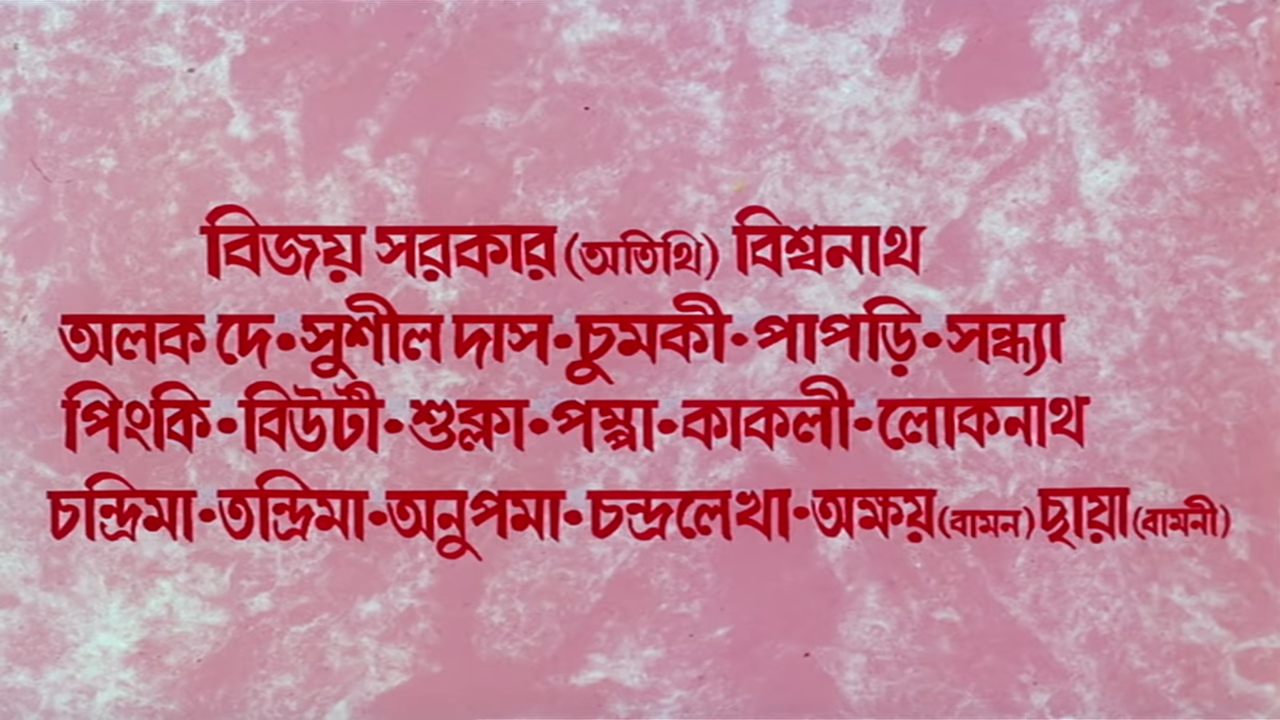 বিজয় সরকার (অতিথি) বিশ্বনাথ
অলক দে•সুশীল দাস•চুমকী•পাপড়ি•সন্ধ্যা
পিংকি•বিউটী•শুক্লা•পম্পা•কাকলী•লোকনাথ
চন্দ্রিমা•তন্দ্রিমা•অনুপমা•চন্দ্রলেখা•অক্ষয় (বামন) ছায়া (বামনী)